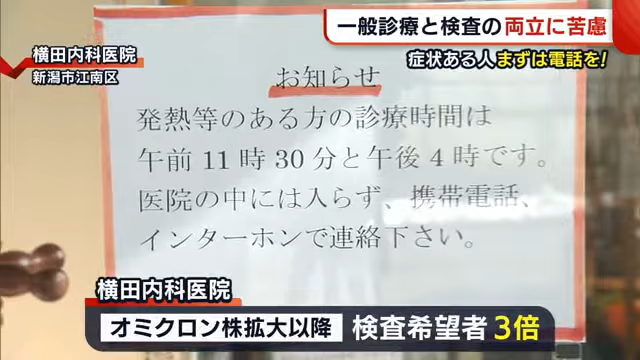 一般診療と検査の両立に苦慮
症状ある人まずは電話を!
横田内科医院
新潟市江南区
お知らせ
発熱等のある方の診療時間は
午前11時30分と午後4時です。
医院の中には入らず、携帯電話、
インターホンで連絡下さい。
横田内科医院
オミクロン株拡大以降 検査希望者3倍